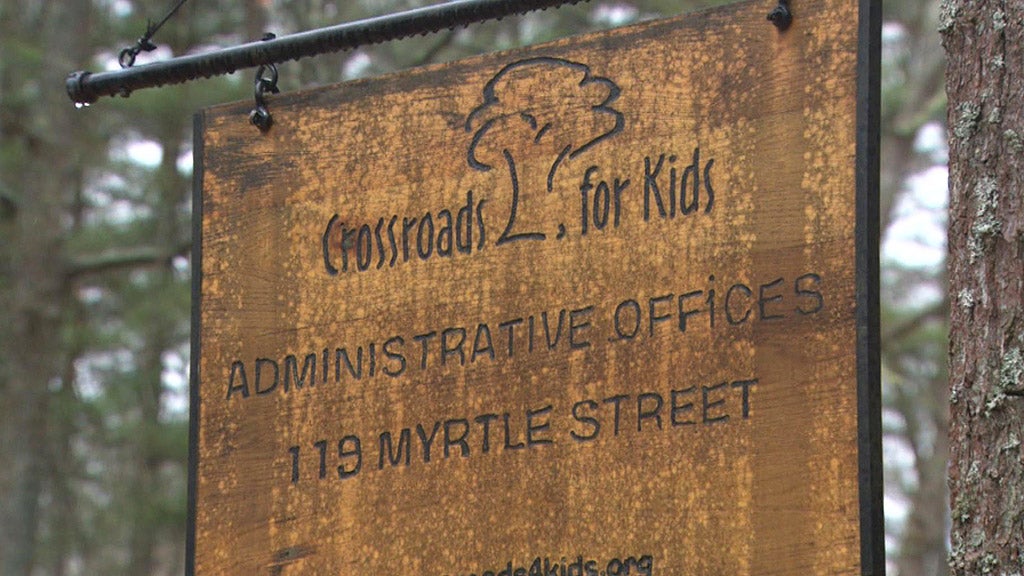 Crossroads for Kids
ADMINISTRATIVE OFFiCES
119 MYRTLE STREET